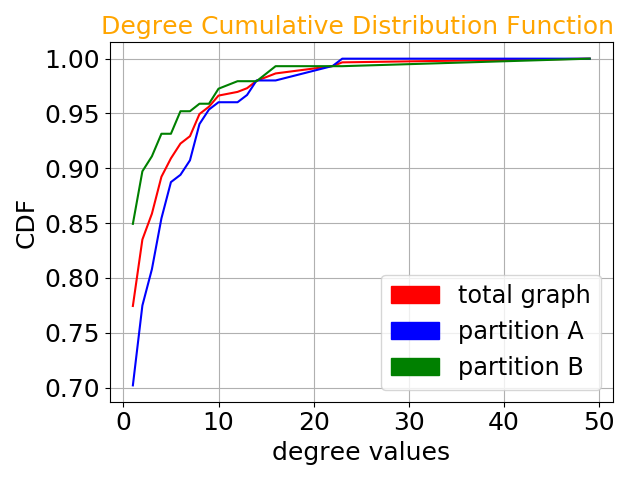 Degree Cumulative Distribution Function
1.00
0.95
0.90
0.85
0.80
0.75
0.70
CDF
total graph
partition A
partition B
0 10 20 30 40 50
degree values